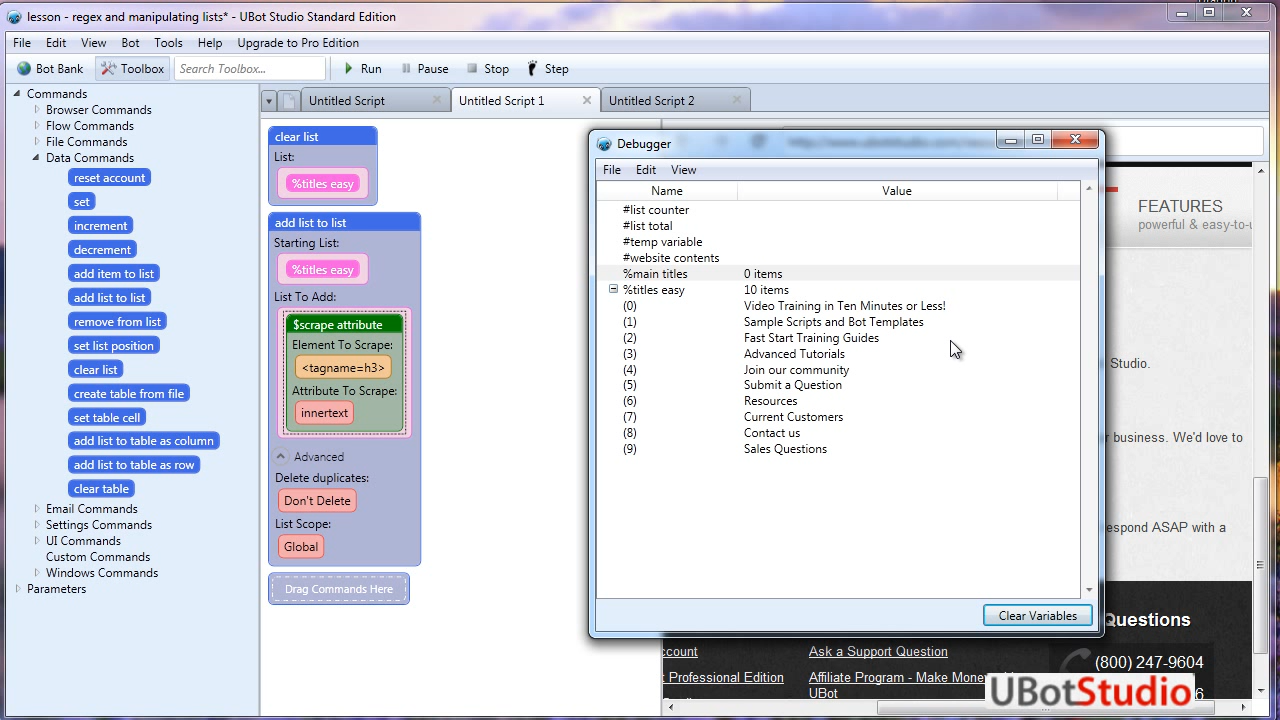 lesson - regex and manipulating lists* - UBot Studio Standard Edition
File Edit View Bot Tools Help Upgrade to Pro Edition
Bot Bank Toolbox Search Toolbox... Run Pause Stop Step
Commands
Browser Commands
Flow Commands
File Commands
Data Commands
reset account
set
increment
decrement
add item to list
add list to list
remove from list
set list position
clear list
create table from file
set table cell
add list to table as column
add list to table as row
clear table
Email Commands
Settings Commands
UI Commands
Custom Commands
Windows Commands
Parameters
Untitled Script Untitled Script 1 Untitled Script 2
clear list
List:
%titles easy
add list to list
Starting List:
%titles easy
List To Add:
$scrape attribute
Element To Scrape:
<tagname=h3>
Attribute To Scrape:
innertext
Advanced
Delete duplicates:
Don't Delete
List Scope:
Global
Drag Commands Here
Debugger
File Edit View
Name Value
#list counter
#list total
#temp variable
#website contents
%main titles 0 items
%titles easy 10 items
(0) Video Training in Ten Minutes or Less!
(1) Sample Scripts and Bot Templates
(2) Fast Start Training Guides
(3) Advanced Tutorials
(4) Join our community
(5) Submit a Question
(6) Resources
(7) Current Customers
(8) Contact us
(9) Sales Questions
Clear Variables
FEATURES
powerful & easy-to-u
Studio.
r business. We'd love to
espond ASAP with a
Questions
(800) 247-9604
ccount Ask a Support Question
t Professional Edition Affiliate Program - Make Mone
UBot
UBotStudio